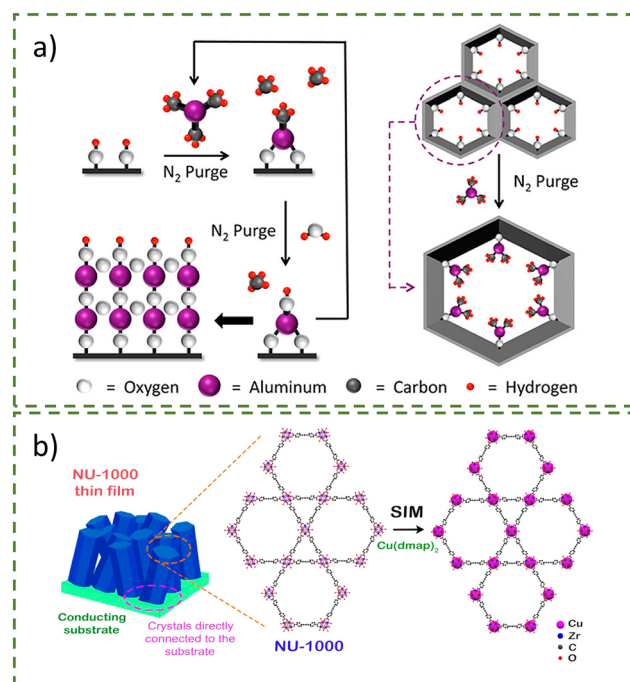 a)
N2 Purge
N2 Purge
N2 Purge
= Oxygen = Aluminum = Carbon = Hydrogen
b)
NU-1000
thin film
SIM
Cu(dmap)2
Conducting
substrate
Crystals directly
connected to the
substrate
NU-1000
Cu
Zr
C
O